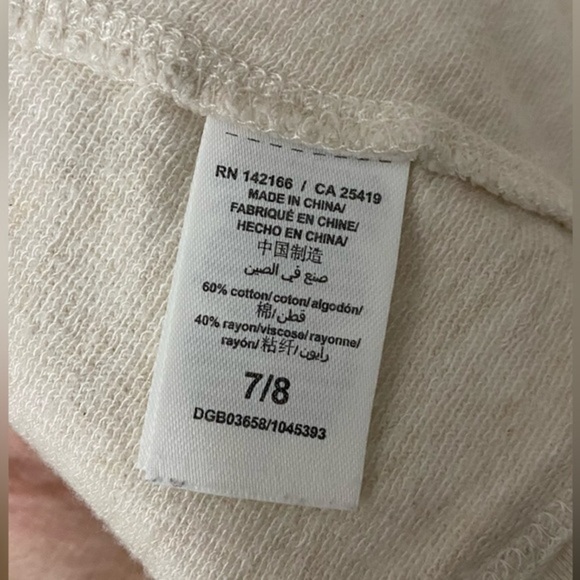 RN 142166 / CA 25419
MADE IN CHINA/
FABRIQUÉ EN CHINE/
HECHO EN CHINA/
中国制造
صنع في الصين
60% cotton/coton/algodón/
棉/قطن/
40% rayon/viscose/rayonne/
rayón/粘纤/رايون/
7/8
DGB03658/1045393